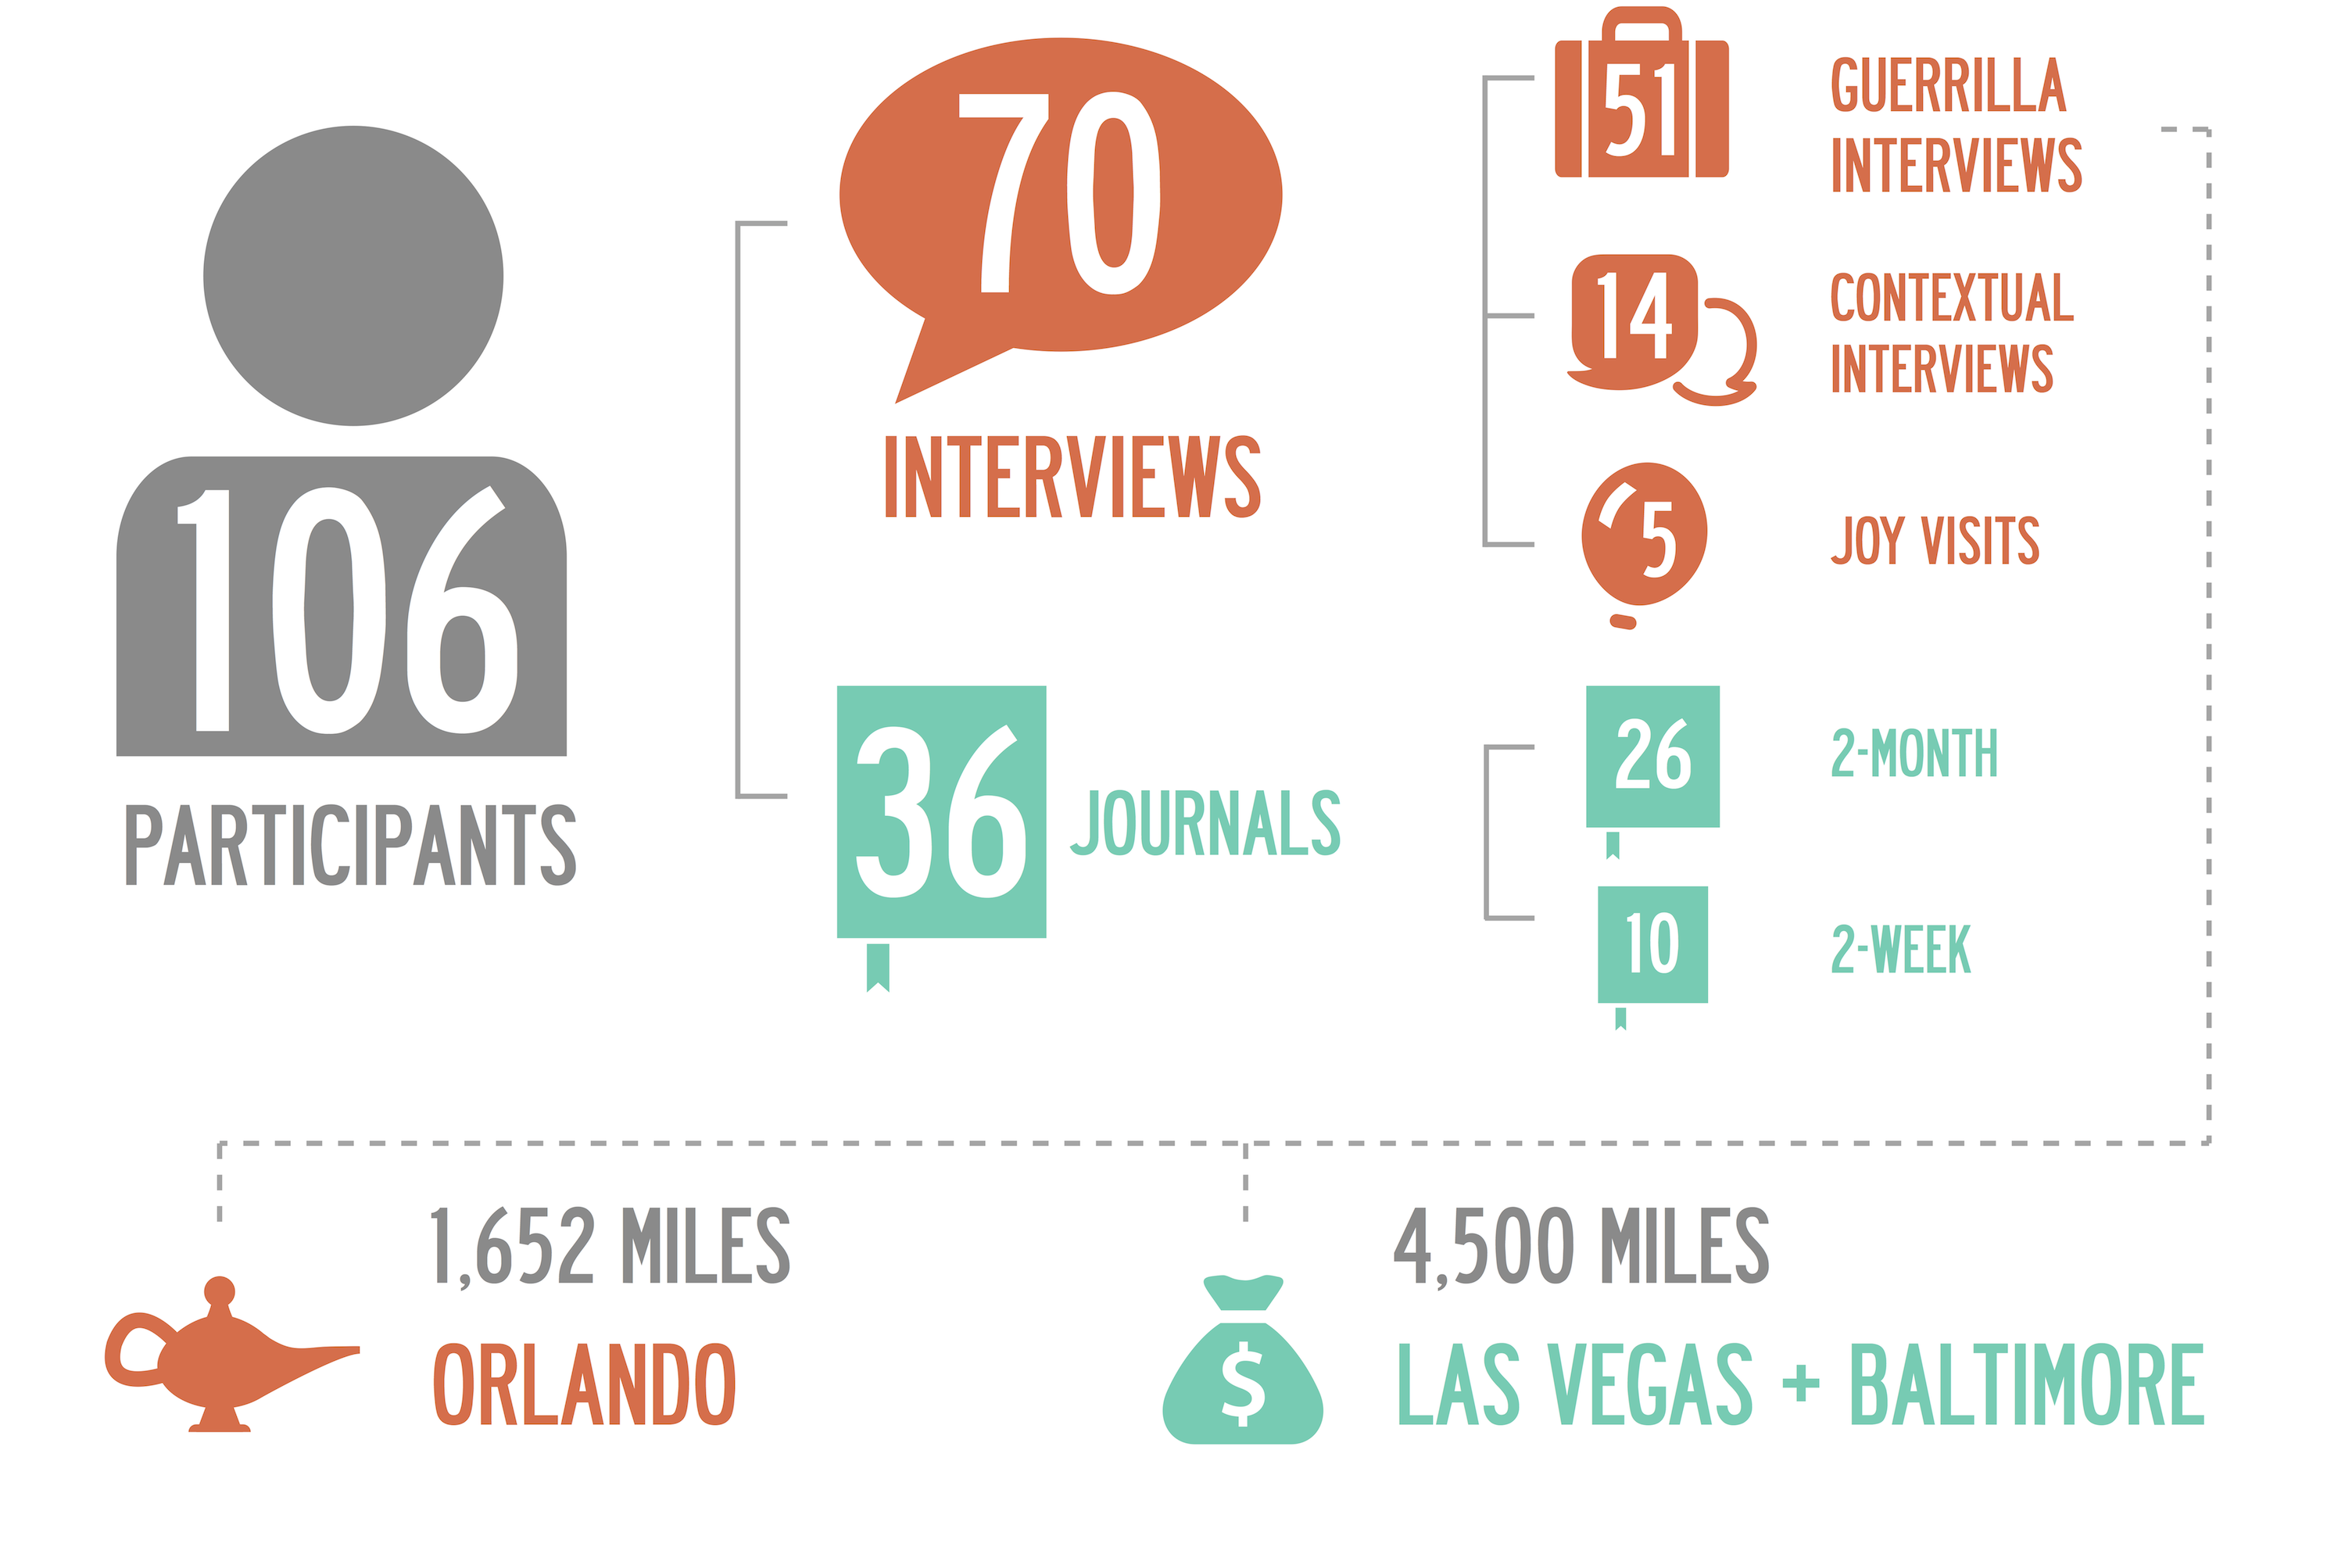 106
PARTICIPANTS
70
INTERVIEWS
36
JOURNALS
51
GUERRILLA
INTERVIEWS
14
CONTEXTUAL
INTERVIEWS
5
JOY VISITS
26
2-MONTH
10
2-WEEK
1,652 MILES
ORLANDO
$
4,500 MILES
LAS VEGAS + BALTIMORE